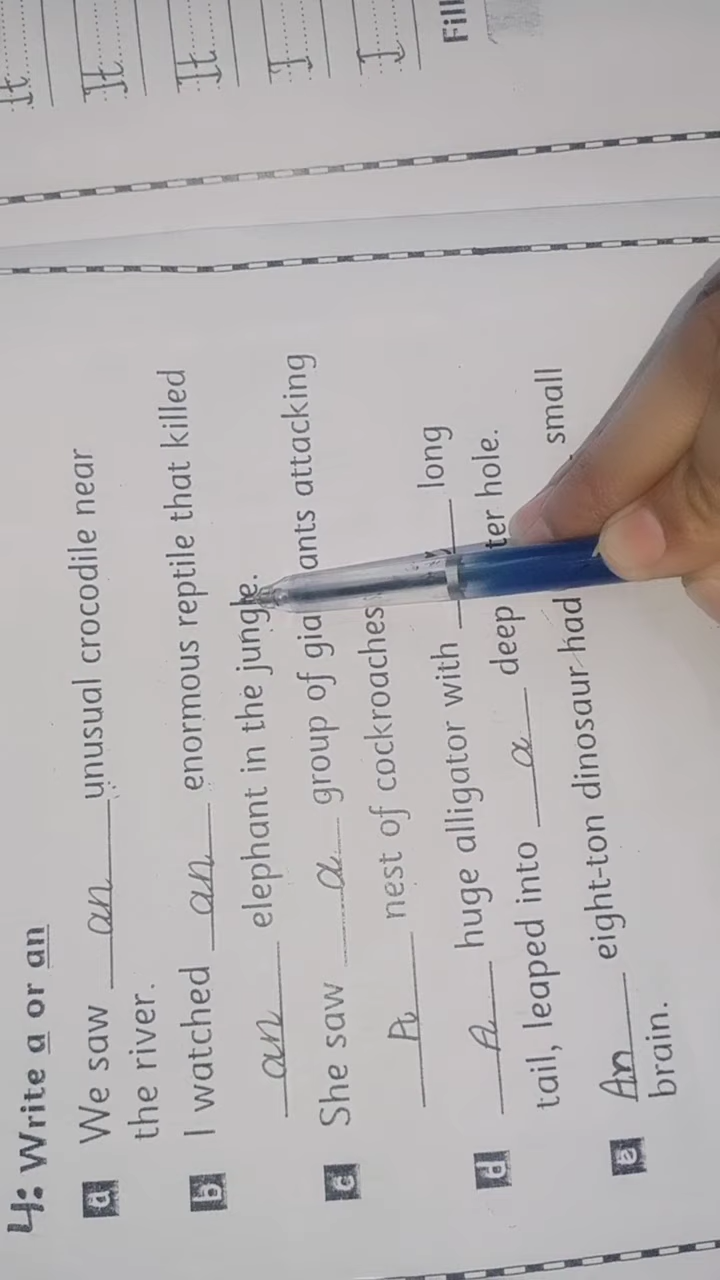 It
It
It
I
I
Fill
4: Write a or an
a We saw an unusual crocodile near
the river.
b I watched an enormous reptile that killed
an elephant in the jungle.
c She saw a group of gia ants attacking
A nest of cockroaches
d A huge alligator with long
tail, leaped into a deep ter hole.
e An eight-ton dinosaur had small
brain.